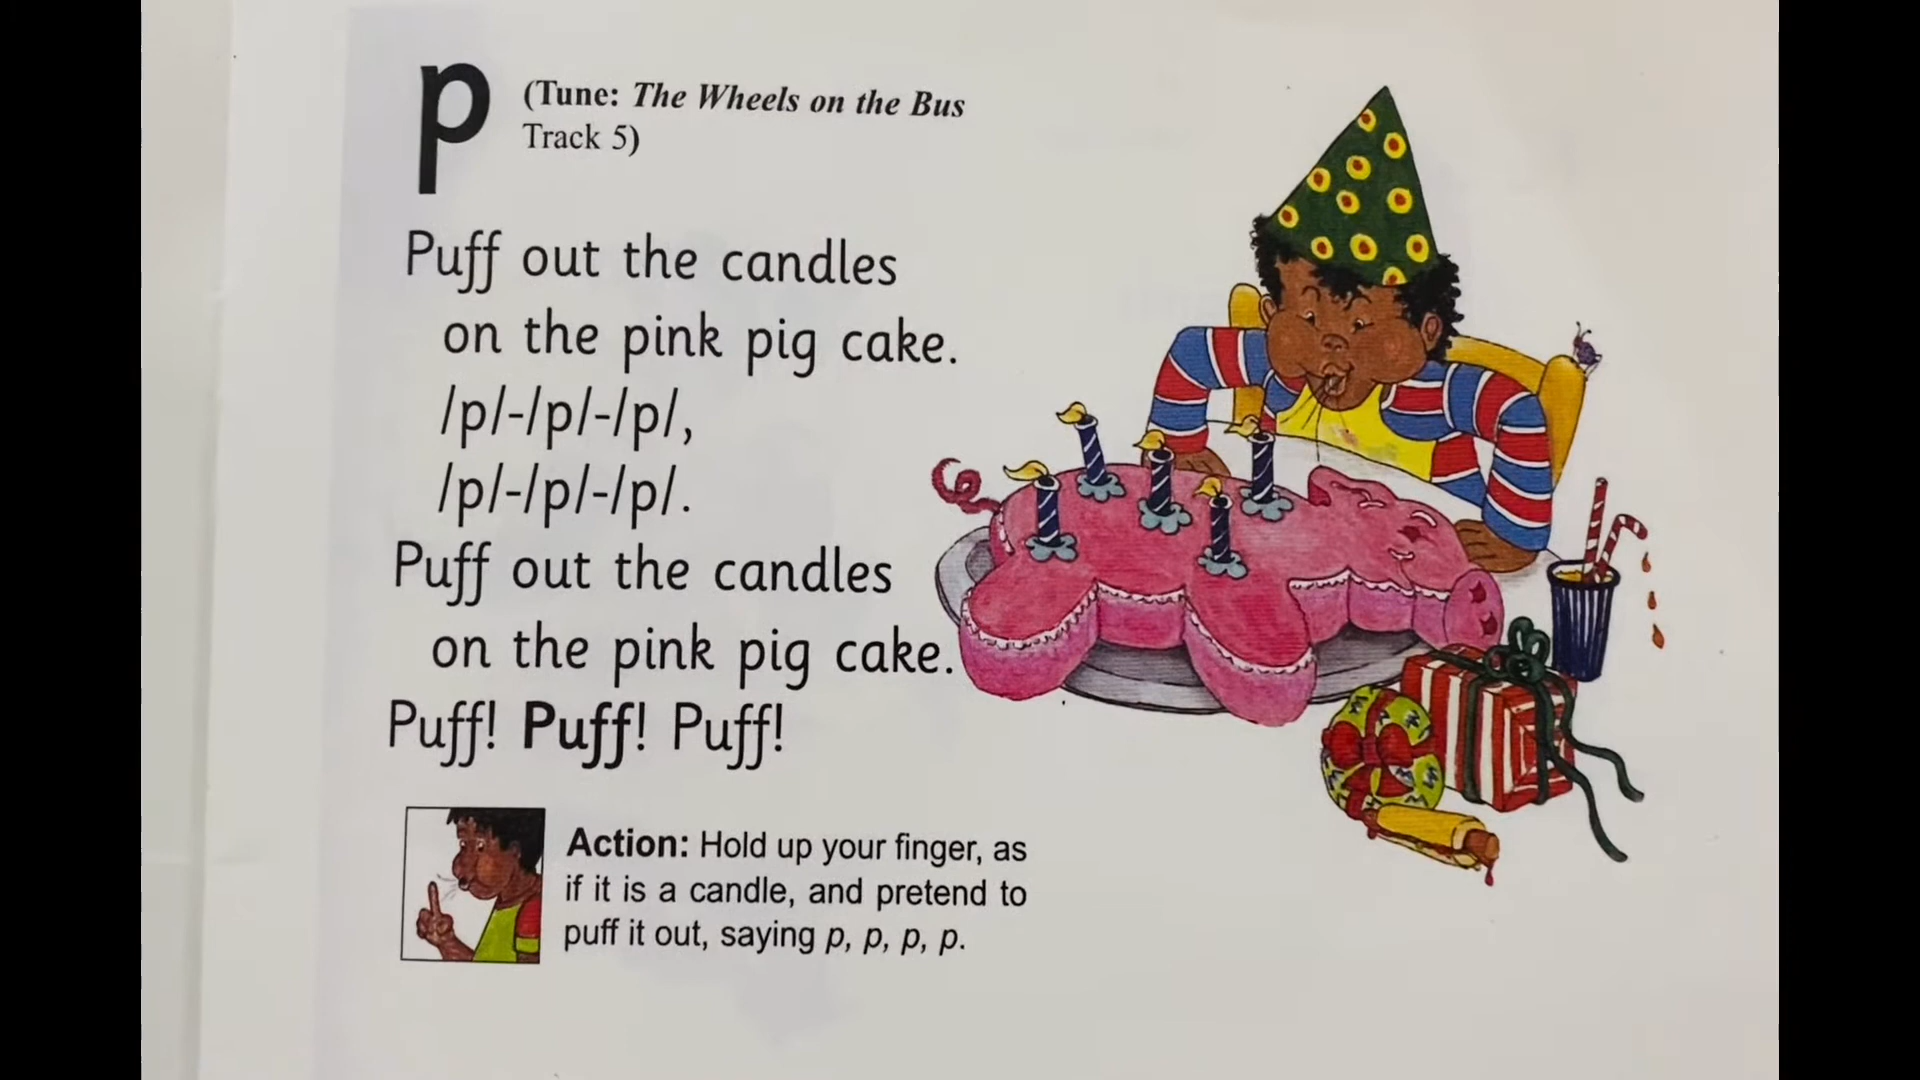 p
(Tune: The Wheels on the Bus
Track 5)
Puff out the candles
on the pink pig cake.
/p/-/p/-/p/,
/p/-/p/-/p/.
Puff out the candles
on the pink pig cake.
Puff! Puff! Puff!
Action: Hold up your finger, as
if it is a candle, and pretend to
puff it out, saying p, p, p, p.